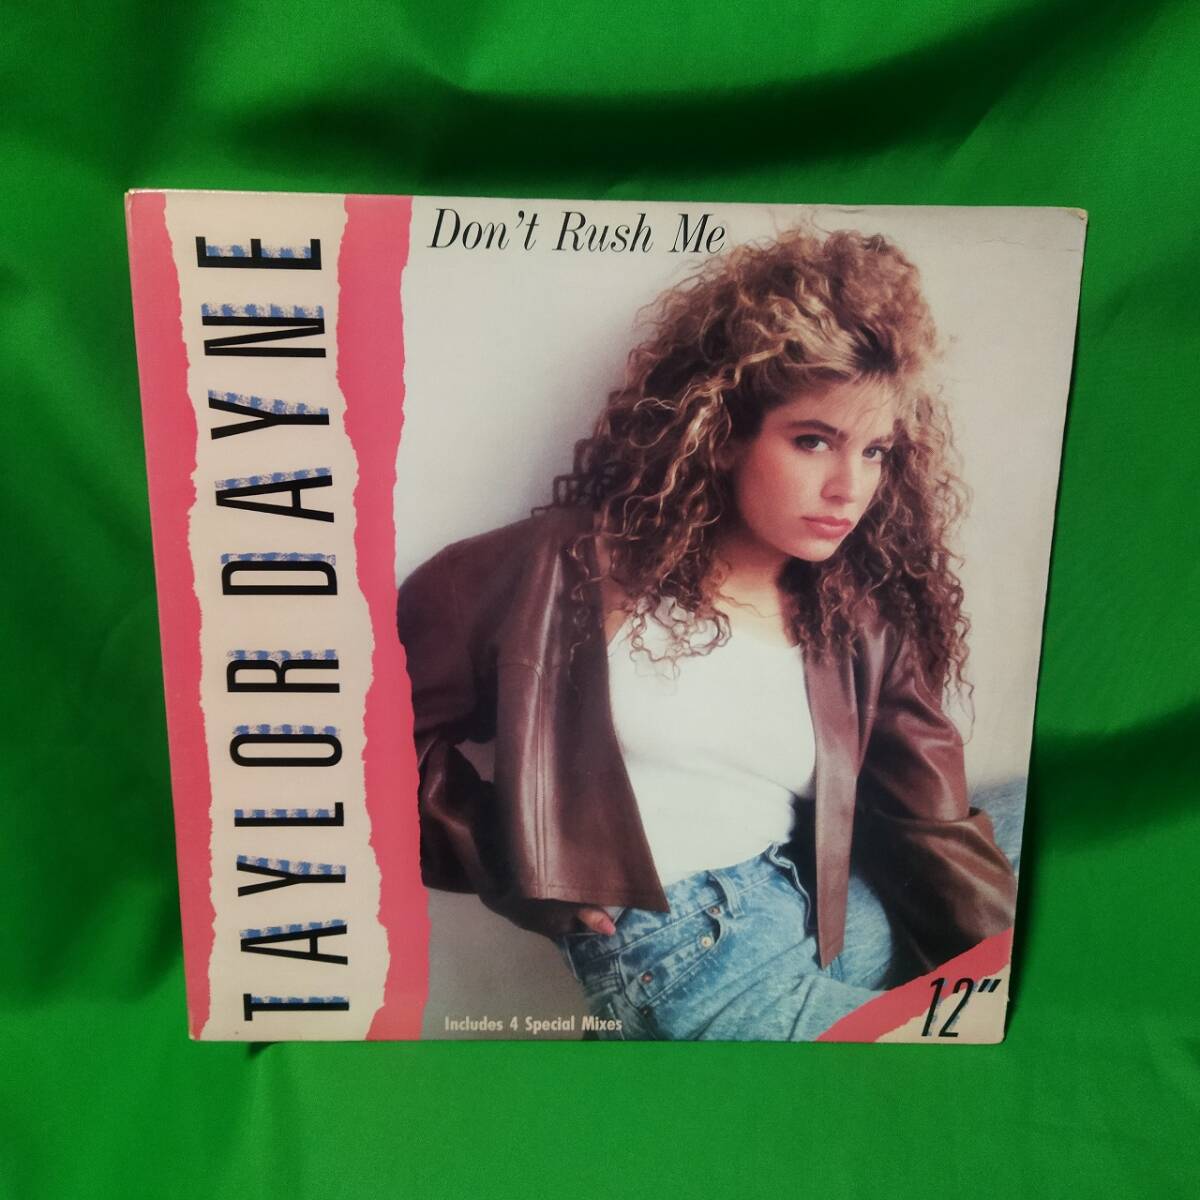 Don't Rush Me
TAYLOR DAYNE
Includes 4 Special Mixes
12"